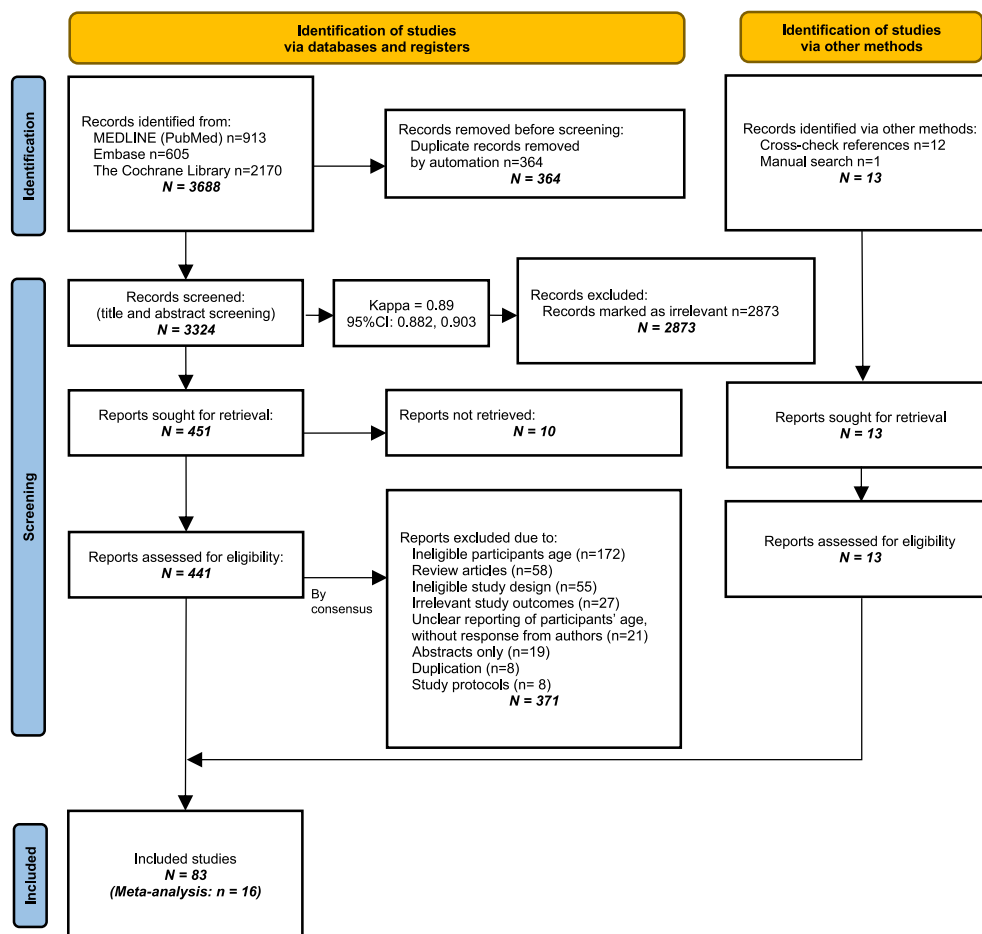 Identification of studies
via databases and registers
Identification of studies
via other methods
Identification
Records identified from:
MEDLINE (PubMed) n=913
Embase n=605
The Cochrane Library n=2170
N = 3688
Records removed before screening:
Duplicate records removed
by automation n=364
N = 364
Records identified via other methods:
Cross-check references n=12
Manual search n=1
N = 13
Screening
Records screened:
(title and abstract screening)
N = 3324
Kappa = 0.89
95%CI: 0.882, 0.903
Records excluded:
Records marked as irrelevant n=2873
N = 2873
Reports sought for retrieval:
N = 451
Reports not retrieved:
N = 10
Reports sought for retrieval
N = 13
Reports assessed for eligibility:
N = 441
By
consensus
Reports excluded due to:
Ineligible participants age (n=172)
Review articles (n=58)
Ineligible study design (n=55)
Irrelevant study outcomes (n=27)
Unclear reporting of participants' age,
without response from authors (n=21)
Abstracts only (n=19)
Duplication (n=8)
Study protocols (n= 8)
N = 371
Reports assessed for eligibility
N = 13
Included
Included studies
N = 83
(Meta-analysis: n = 16)